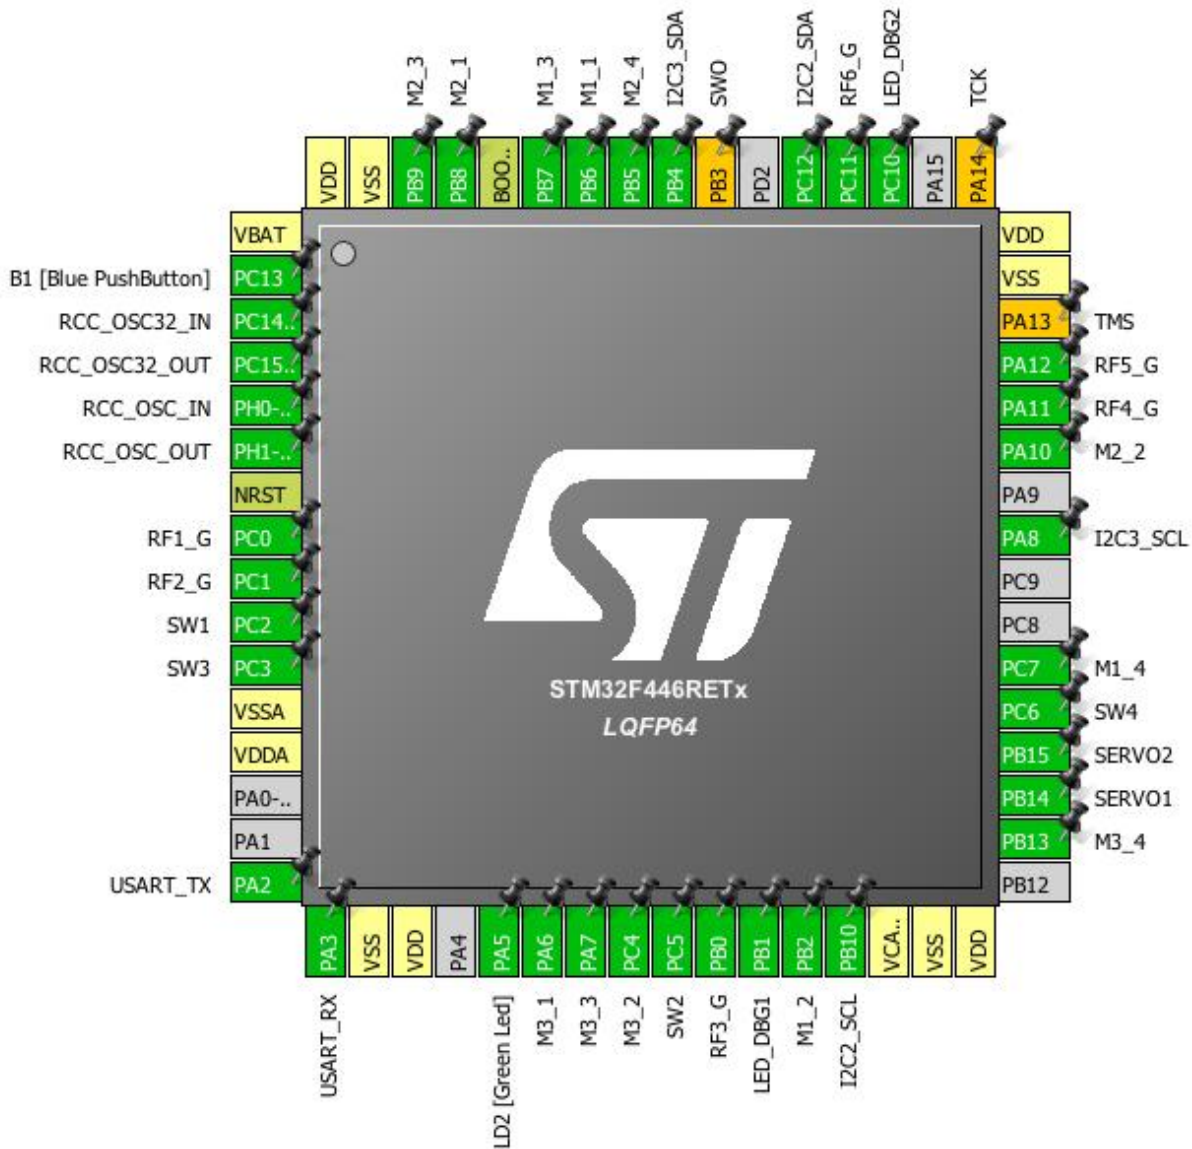 M2_3
M2_1
M1_3
M1_1
M2_4
I2C3_SDA
SWO
I2C2_SDA
RF6_G
LED_DBG2
TCK
VDD
VSS
PB9
PB8
BOO..
PB7
PB6
PB5
PB4
PB3
PD2
PC12
PC11
PC10
PA15
PA14
VBAT
B1 [Blue PushButton] PC13
RCC_OSC32_IN PC14..
RCC_OSC32_OUT PC15..
RCC_OSC_IN PH0-..
RCC_OSC_OUT PH1-..
NRST
RF1_G PC0
RF2_G PC1
SW1 PC2
SW3 PC3
VSSA
VDDA
PA0-..
PA1
USART_TX PA2
ST
STM32F446RETx
LQFP64
VDD
VSS
PA13 TMS
PA12 RF5_G
PA11 RF4_G
PA10 M2_2
PA9
PA8 I2C3_SCL
PC9
PC8
PC7 M1_4
PC6 SW4
PB15 SERVO2
PB14 SERVO1
PB13 M3_4
PB12
PA3
VSS
VDD
PA4
PA5
PA6
PA7
PC4
PC5
PB0
PB1
PB2
PB10
VCA..
VSS
VDD
USART_RX
LD2 [Green Led]
M3_1
M3_3
M3_2
SW2
RF3_G
LED_DBG1
M1_2
I2C2_SCL